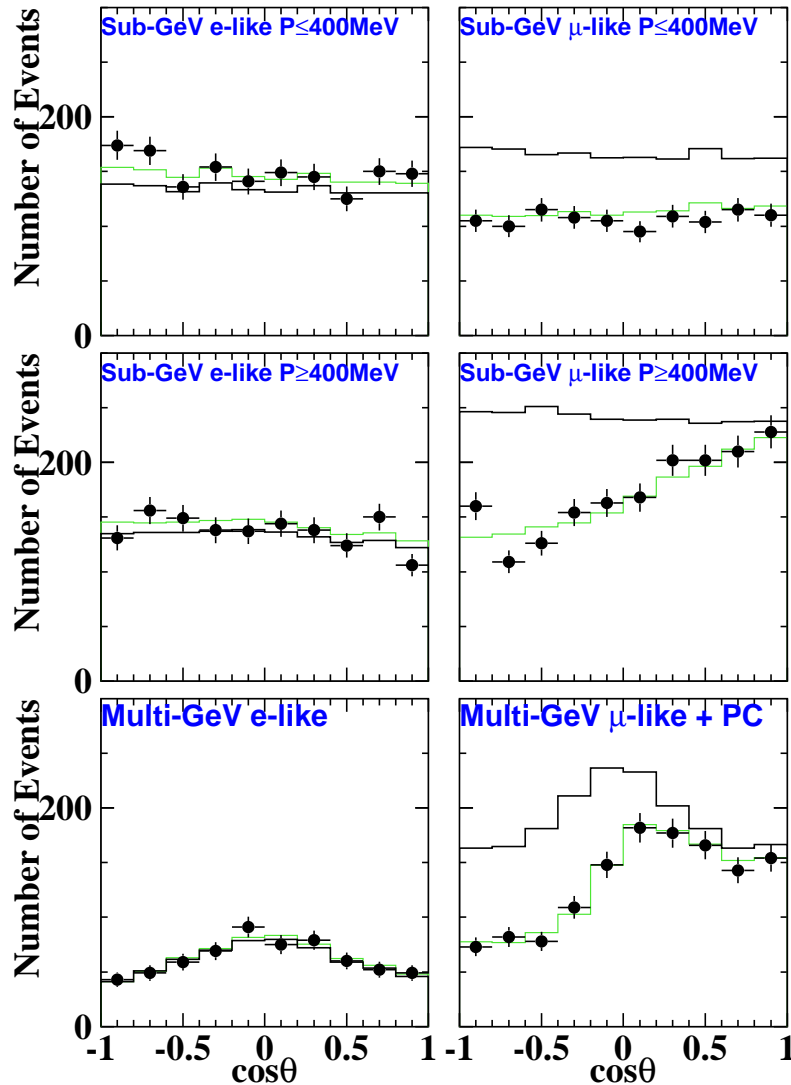 Sub-GeV e-like P≤400MeV
Sub-GeV μ-like P≤400MeV
Number of Events
200
0
Sub-GeV e-like P≥400MeV
Sub-GeV μ-like P≥400MeV
Number of Events
200
0
Multi-GeV e-like
Multi-GeV μ-like + PC
Number of Events
200
0
-1 -0.5 0 0.5 1
-1 -0.5 0 0.5 1
cosθ
cosθ